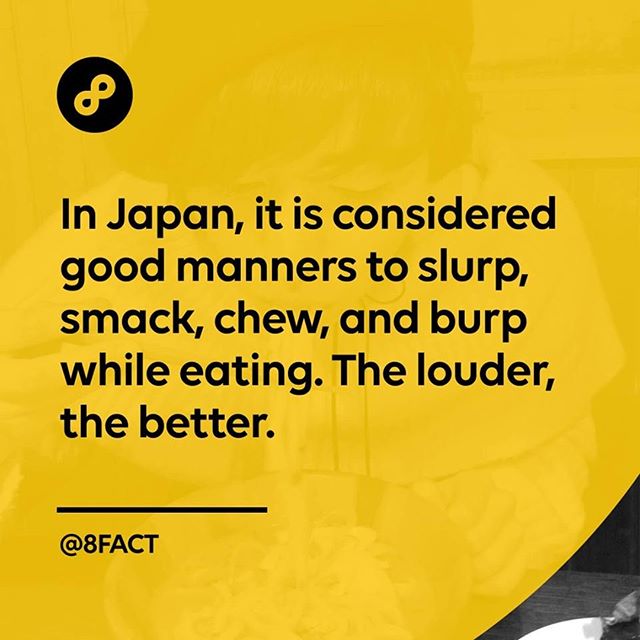 In Japan, it is considered
good manners to slurp,
smack, chew, and burp
while eating. The louder,
the better.
@8FACT